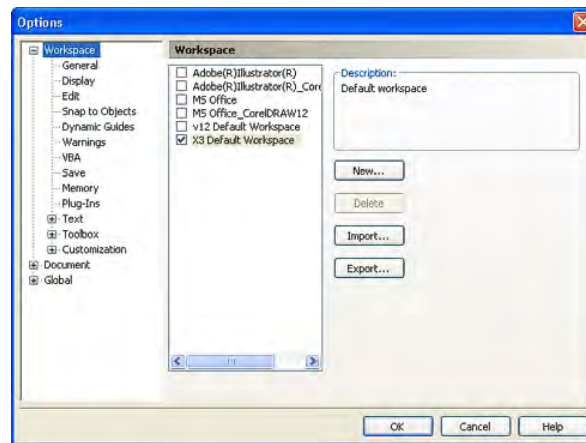 Options
Workspace
General
Display
Edit
Snap to Objects
Dynamic Guides
Warnings
VBA
Save
Memory
Plug-Ins
Text
Toolbox
Customization
Document
Global
Workspace
Adobe(R)Illustrator(R)
Adobe(R)Illustrator(R)_Core
MS Office
MS Office_CorelDRAW12
v12 Default Workspace
X3 Default Workspace
Description:
Default workspace
New...
Delete
Import...
Export...
OK Cancel Help